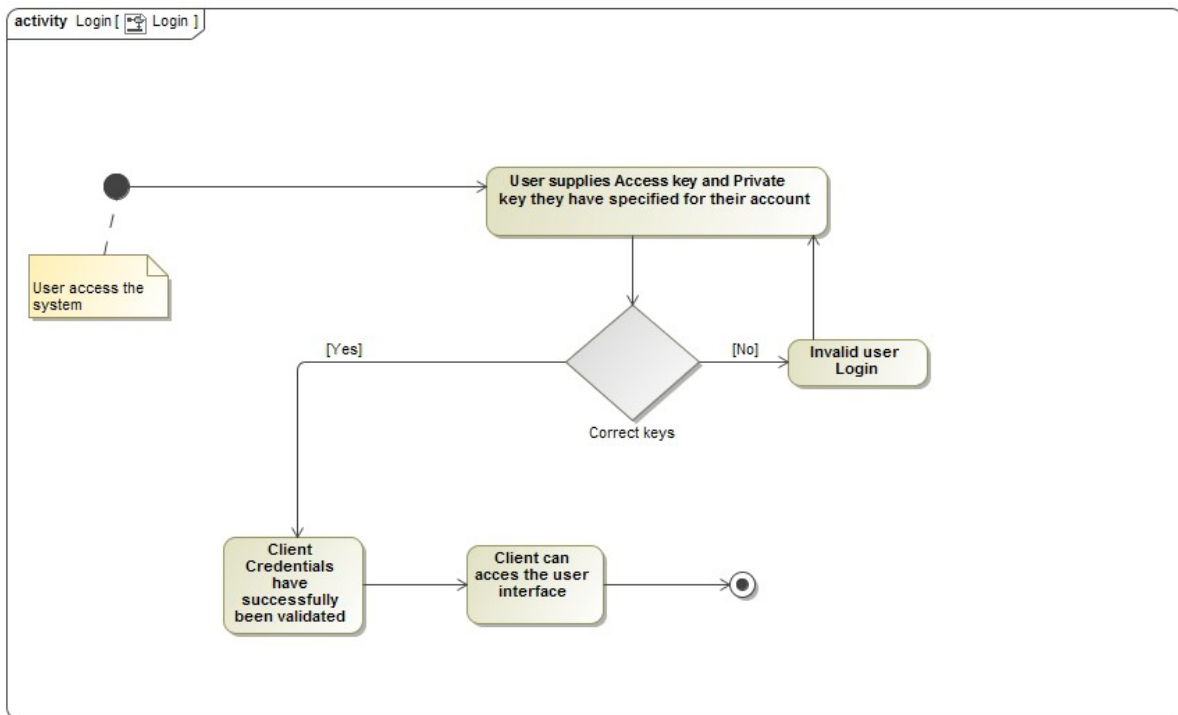 activity Login [ Login ]
User supplies Access key and Private
key they have specified for their account
User access the
system
[Yes]
[No]
Invalid user
Login
Correct keys
Client
Credentials
have
successfully
been validated
Client can
acces the user
interface